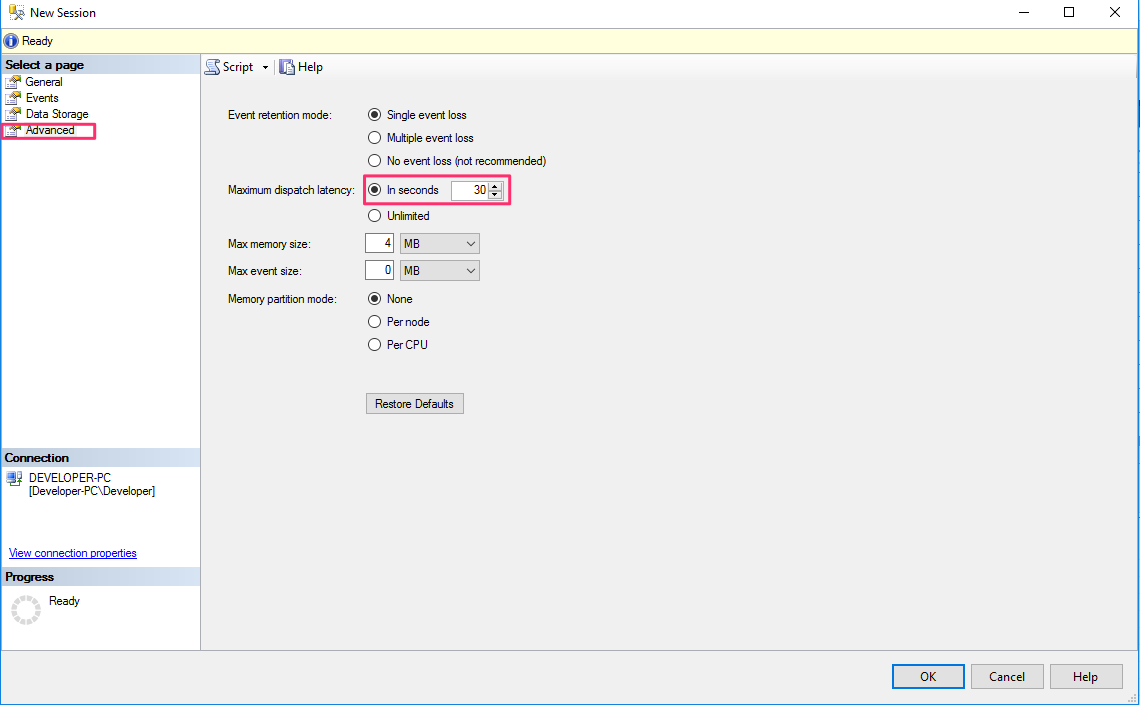 New Session
Ready
Select a page
General
Events
Data Storage
Advanced
Script
Help
Event retention mode:
Single event loss
Multiple event loss
No event loss (not recommended)
Maximum dispatch latency:
In seconds
30
Unlimited
Max memory size:
4
MB
Max event size:
0
MB
Memory partition mode:
None
Per node
Per CPU
Restore Defaults
Connection
DEVELOPER-PC
[Developer-PC\Developer]
View connection properties
Progress
Ready
OK
Cancel
Help